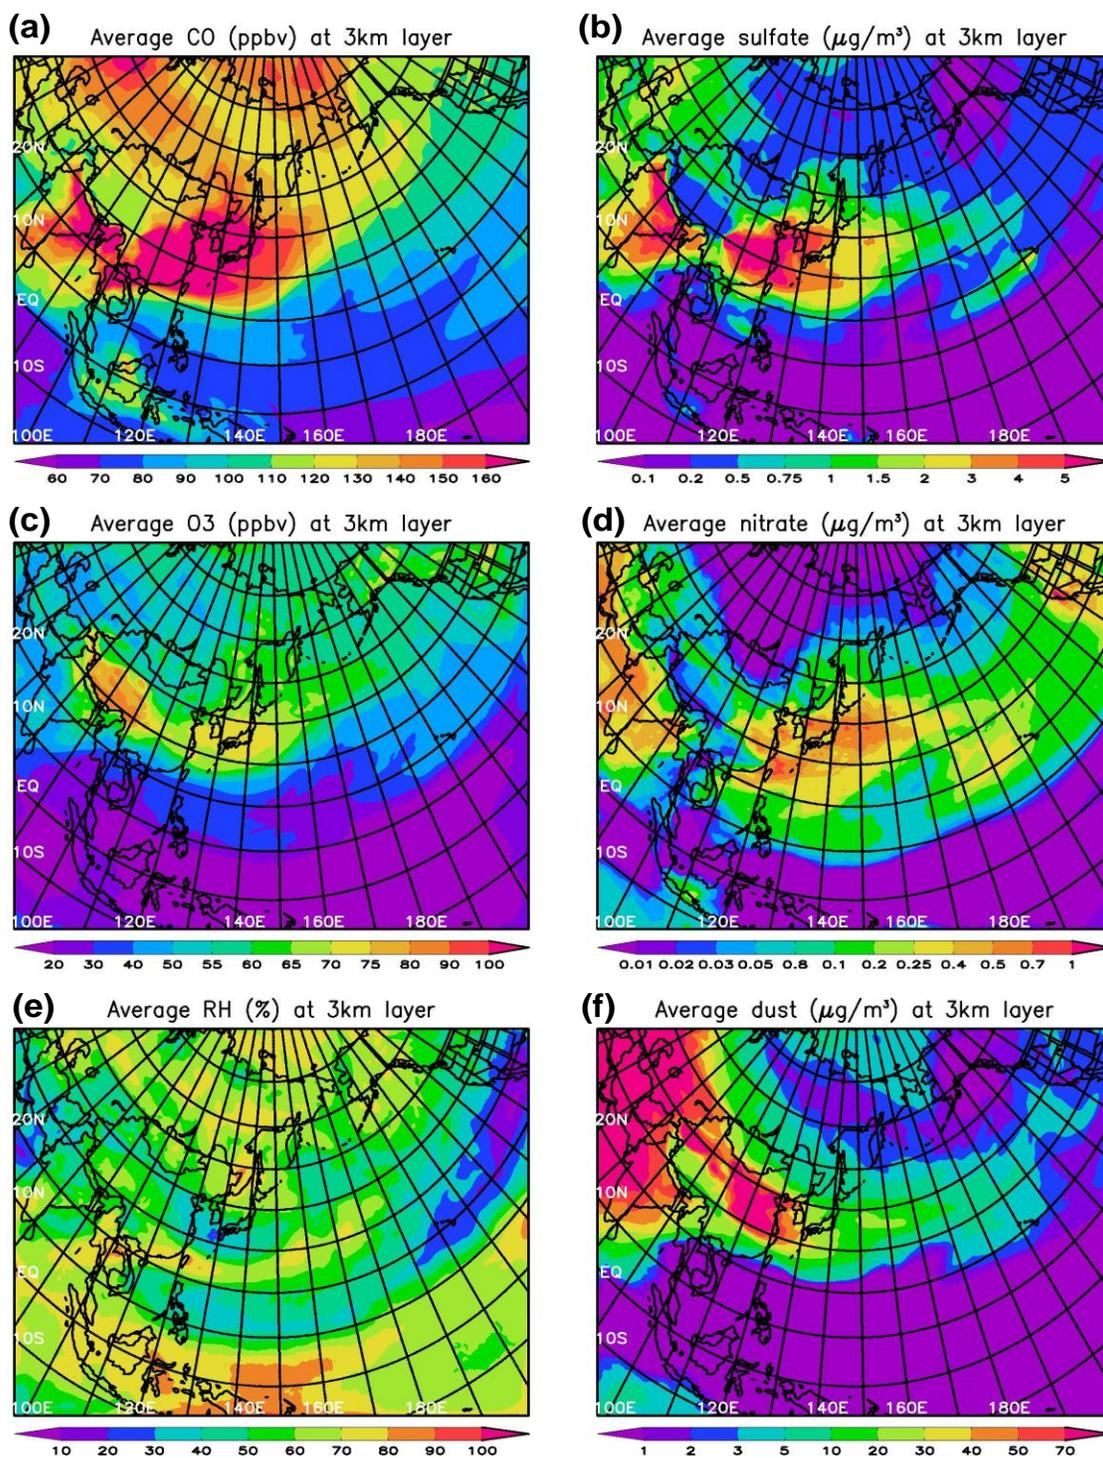 (a) (b)
Average CO (ppbv) at 3km layer Average sulfate (μg/m³) at 3km layer
20N 20N
10N 10N
EQ EQ
10S 10S
100E 120E 140E 160E 180E 100E 120E 140E 160E 180E
60 70 80 90 100 110 120 130 140 150 160 0.1 0.2 0.5 0.75 1 1.5 2 3 4 5
(c) (d)
Average O3 (ppbv) at 3km layer Average nitrate (μg/m³) at 3km layer
20N 20N
10N 10N
EQ EQ
10S 10S
100E 120E 140E 160E 180E 100E 120E 140E 160E 180E
20 30 40 50 55 60 65 70 75 80 90 100 0.01 0.02 0.03 0.05 0.8 0.1 0.2 0.25 0.4 0.5 0.7 1
(e) (f)
Average RH (%) at 3km layer Average dust (μg/m³) at 3km layer
20N 20N
10N 10N
EQ EQ
10S 10S
100E 120E 140E 160E 180E 100E 120E 140E 160E 180E
10 20 30 40 50 60 70 80 90 100 1 2 3 5 10 20 30 40 50 70